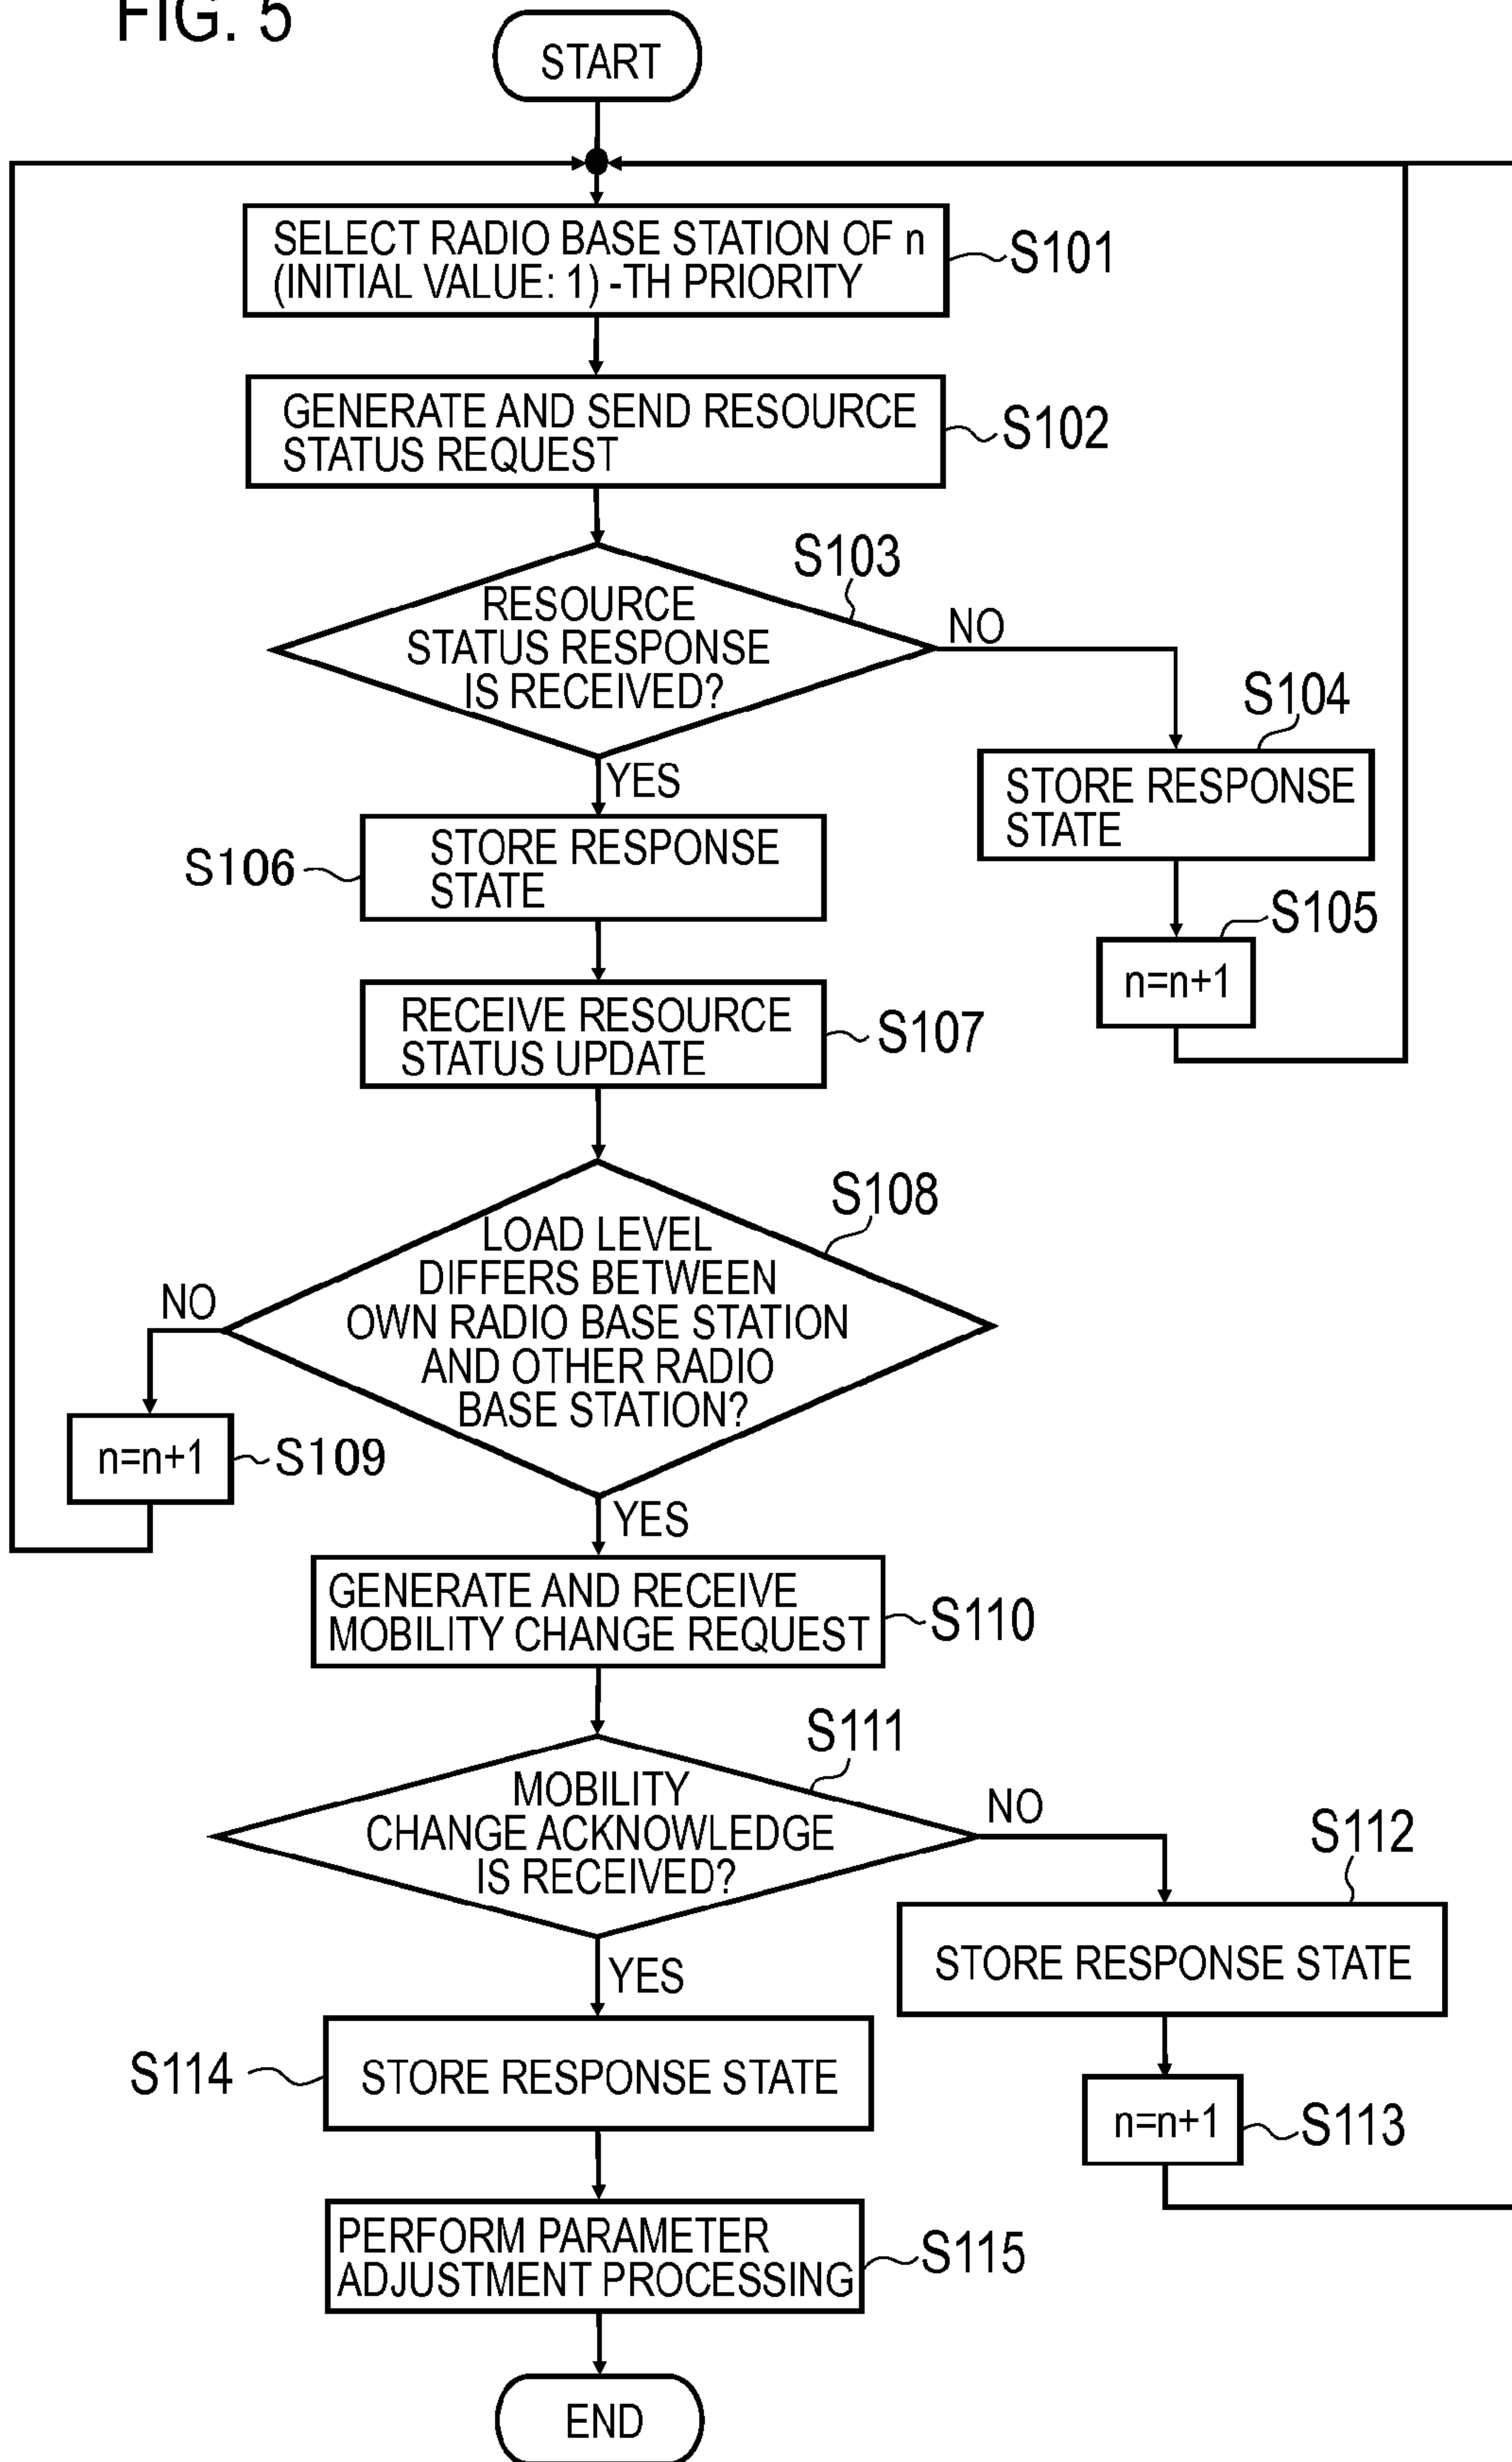 FIG. 5
START
SELECT RADIO BASE STATION OF n
(INITIAL VALUE: 1) -TH PRIORITY
S101
GENERATE AND SEND RESOURCE
STATUS REQUEST
S102
S103
RESOURCE
STATUS RESPONSE
IS RECEIVED?
NO
YES
S104
STORE RESPONSE
STATE
S105
n=n+1
S106
STORE RESPONSE
STATE
RECEIVE RESOURCE
STATUS UPDATE
S107
S108
LOAD LEVEL
DIFFERS BETWEEN
OWN RADIO BASE STATION
AND OTHER RADIO
BASE STATION?
NO
n=n+1
S109
YES
GENERATE AND RECEIVE
MOBILITY CHANGE REQUEST
S110
S111
MOBILITY
CHANGE ACKNOWLEDGE
IS RECEIVED?
NO
YES
S112
STORE RESPONSE STATE
n=n+1
S113
S114
STORE RESPONSE STATE
PERFORM PARAMETER
ADJUSTMENT PROCESSING
S115
END